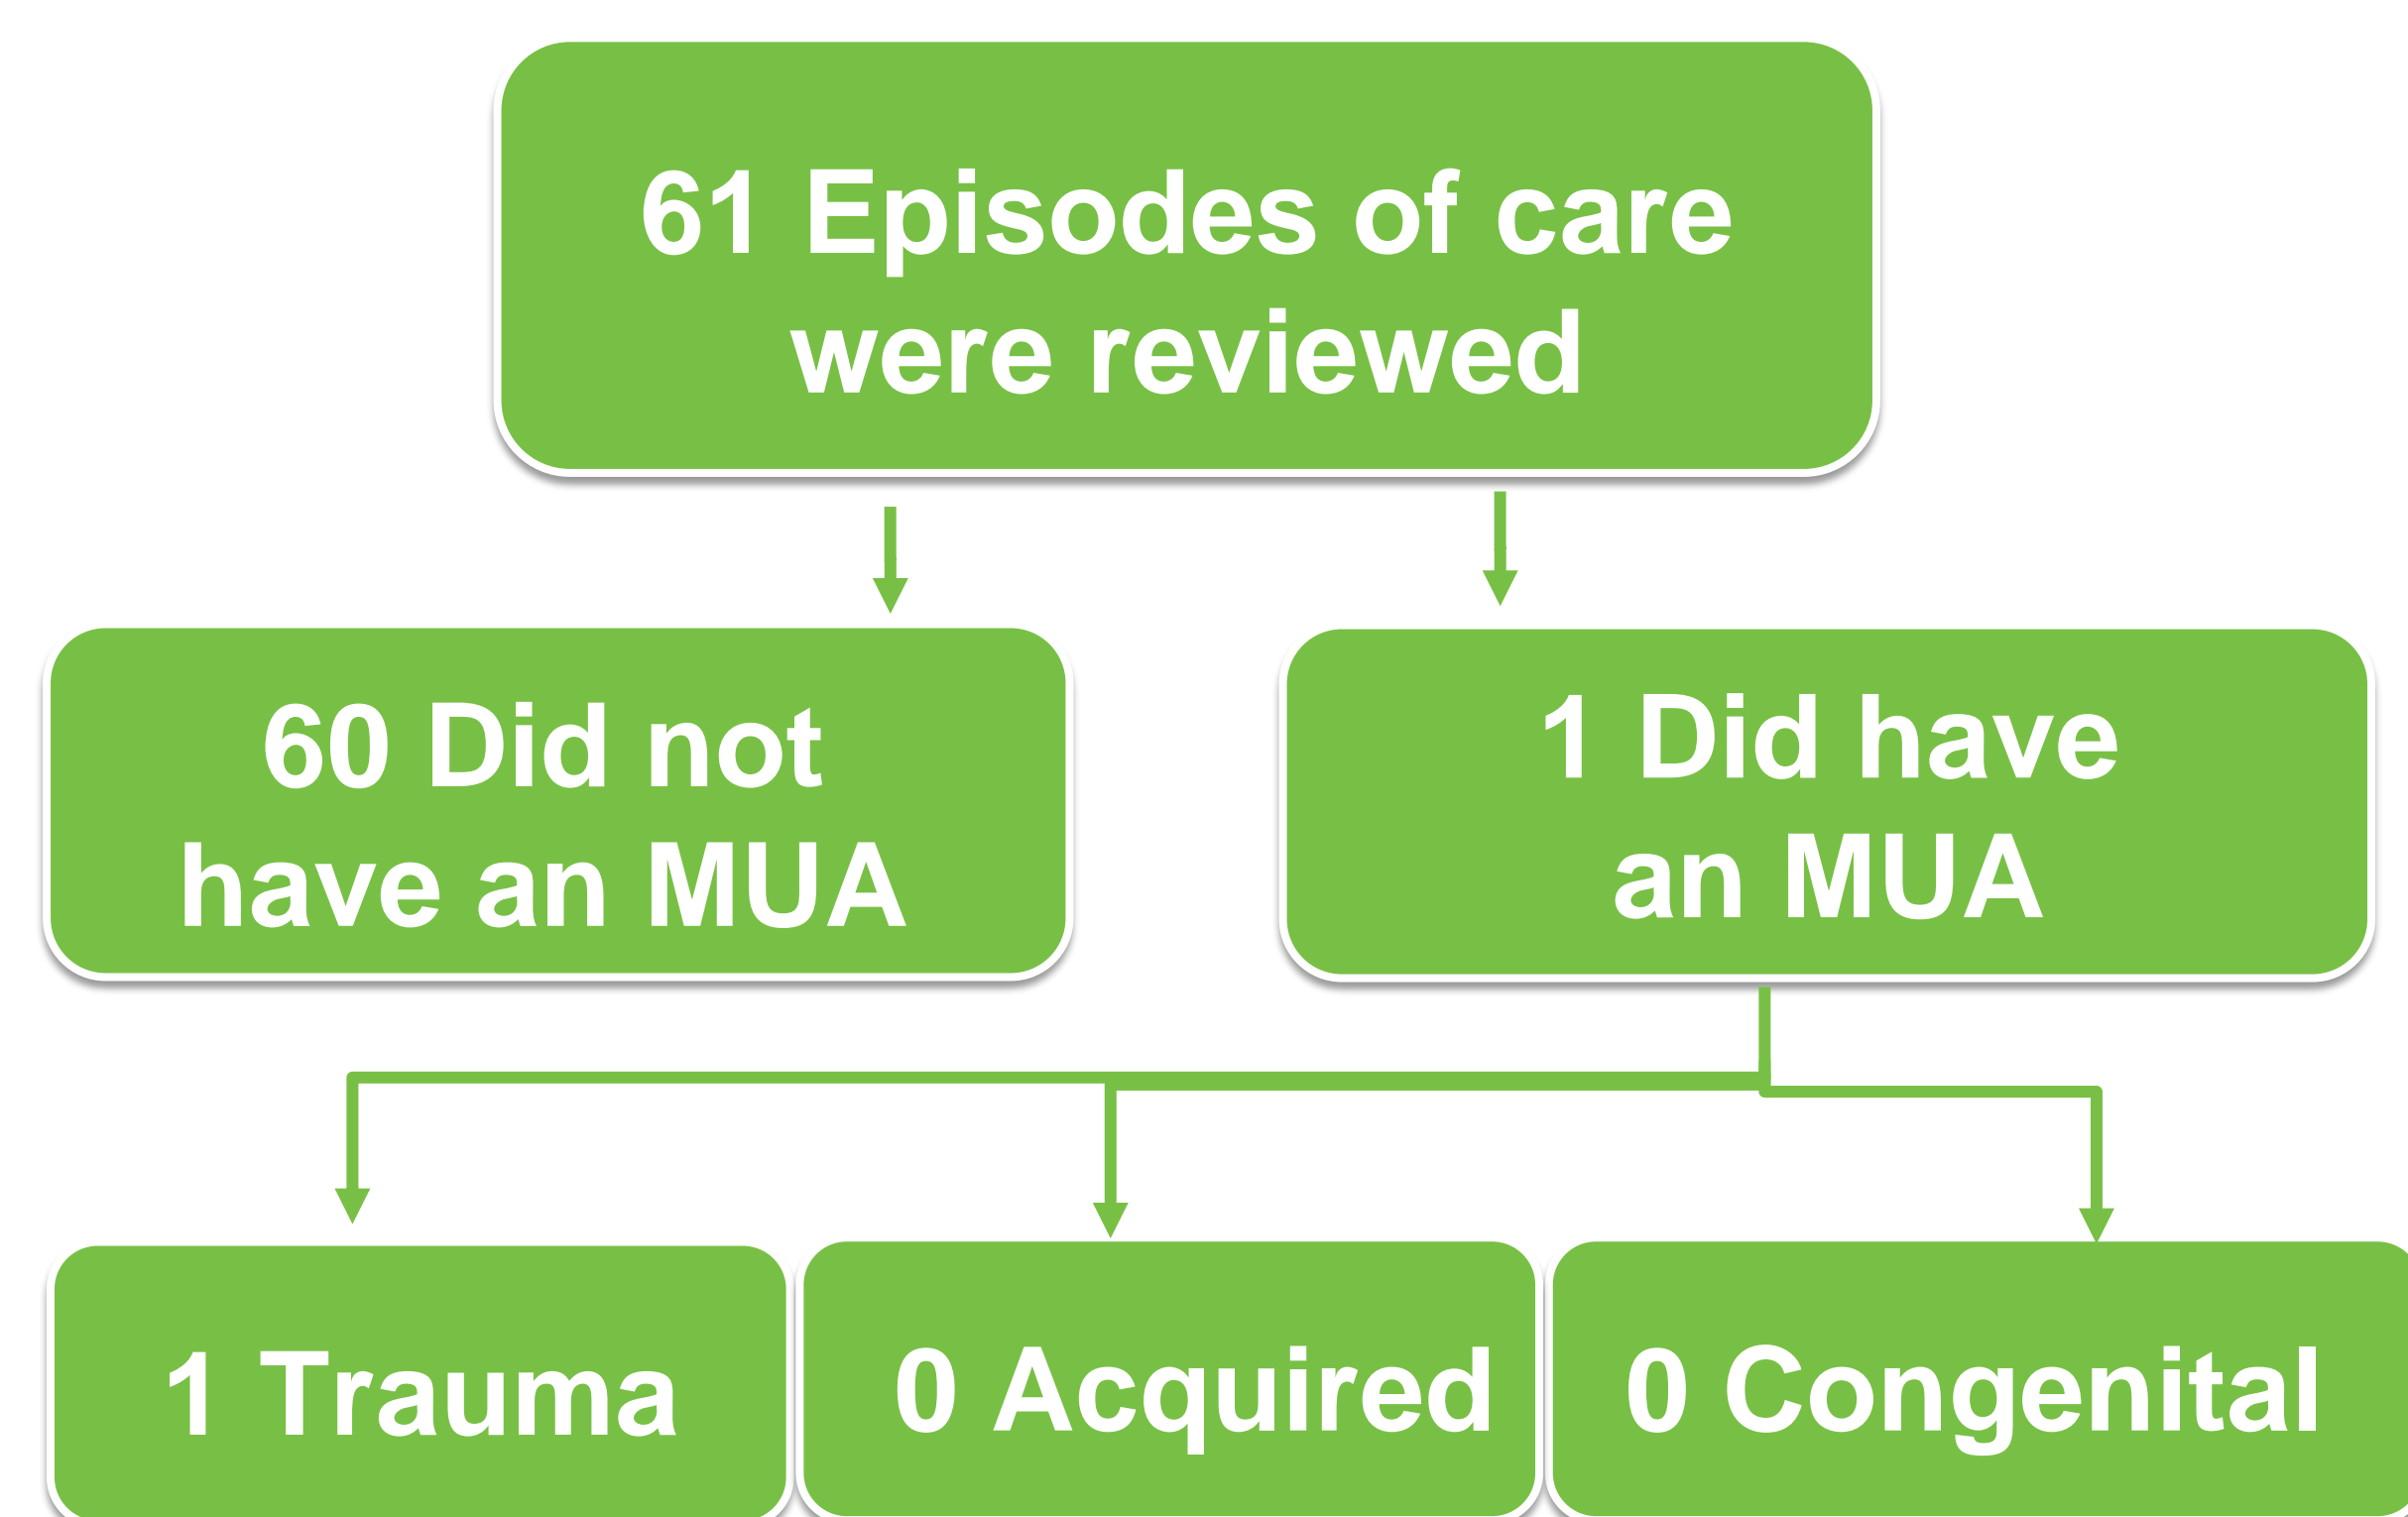 61 Episodes of care
were reviewed
60 Did not
have an MUA
1 Did have
an MUA
1 Trauma
0 Acquired
0 Congenital